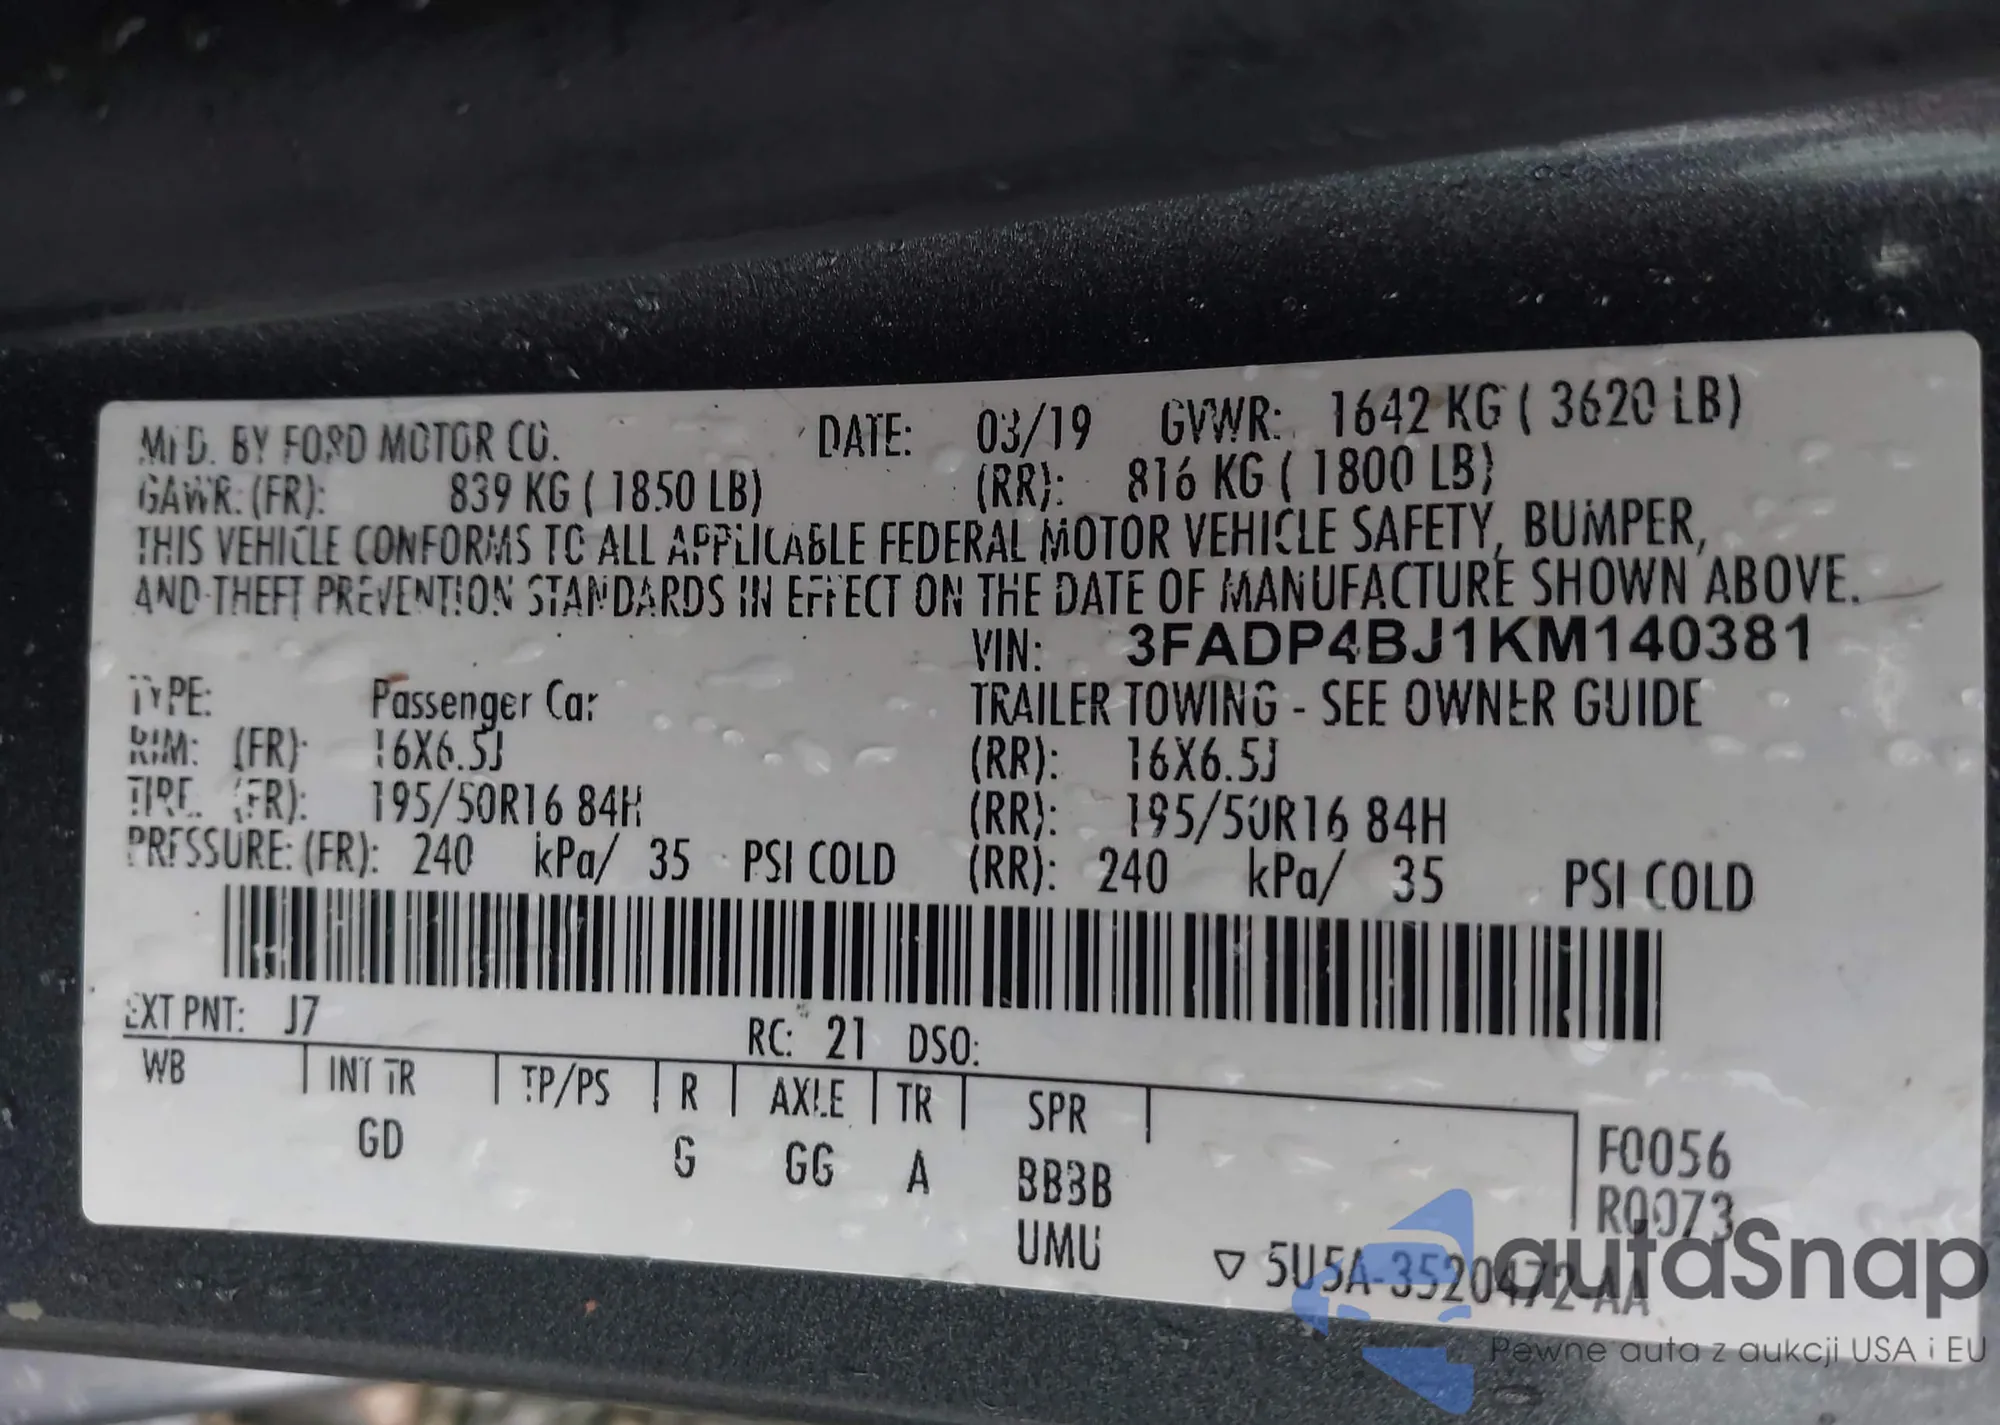 MFD. BY FORD MOTOR CO. DATE: 03/19 GVWR: 1642 KG ( 3620 LB)
GAWR: (FR): 839 KG ( 1850 LB) (RR): 816 KG ( 1800 LB)
THIS VEHICLE CONFORMS TO ALL APPLICABLE FEDERAL MOTOR VEHICLE SAFETY, BUMPER,
AND THEFT PREVENTION STANDARDS IN EFFECT ON THE DATE OF MANUFACTURE SHOWN ABOVE.
VIN: 3FADP4BJ1KM140381
TYPE: Passenger Car TRAILER TOWING - SEE OWNER GUIDE
RIM: (FR): 16X6.5J (RR): 16X6.5J
TIRE: (FR): 195/50R16 84H (RR): 195/50R16 84H
PRESSURE: (FR): 240 kPa/ 35 PSI COLD (RR): 240 kPa/ 35 PSI COLD
EXT PNT: J7 RC: 21 DSO:
WB INT TR TP/PS R AXLE TR SPR
GD G GG A BBBB
UMU
F0056
R0073
▽ 5U5A-3520472-AA
autaSnap
Pewne auta z aukcji USA i EU